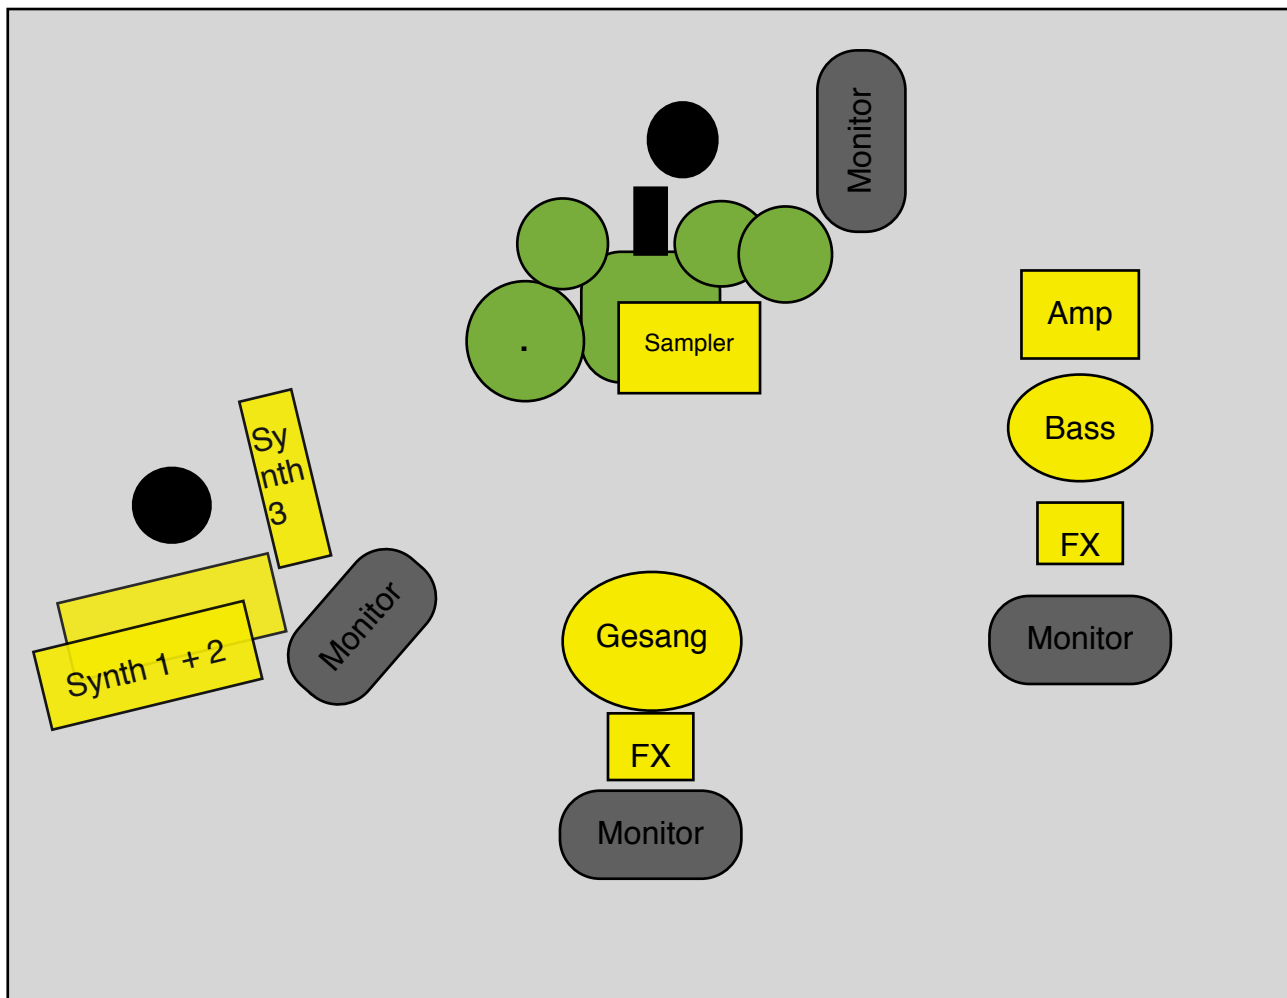 Monitor
Sampler
.
Amp
Bass
FX
Sy
nth
3
Synth 1 + 2
Monitor
Gesang
FX
Monitor
Monitor